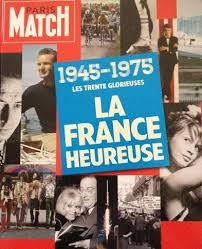 PARIS
MATCH
1945-1975
LES TRENTE GLORIEUSES
LA
FRANCE
HEUREUSE